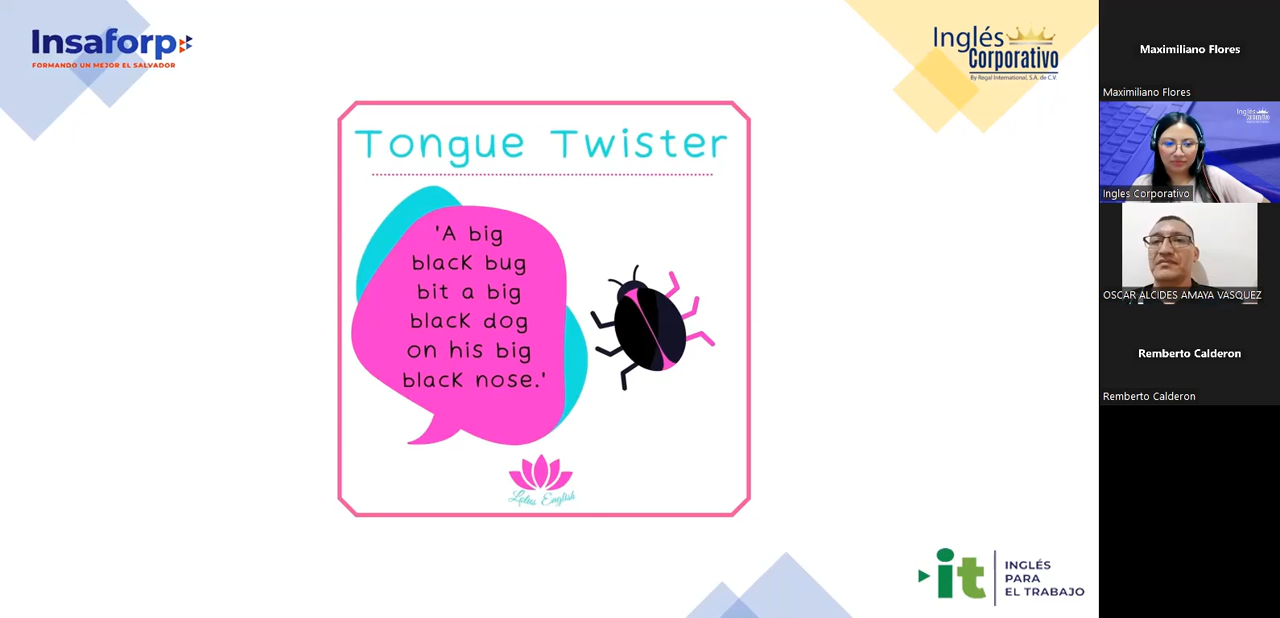 Insaforp
FORMANDO UN MEJOR EL SALVADOR
Inglés
Corporativo
By Regal International, S.A. de C.V.
Tongue Twister
'A big
black bug
bit a big
black dog
on his big
black nose.'
Lotus English
it
INGLÉS
PARA
EL TRABAJO
Maximiliano Flores
Maximiliano Flores
Inglés
Corporativo
Ingles Corporativo
OSCAR ALCIDES AMAYA VASQUEZ
Remberto Calderon
Remberto Calderon